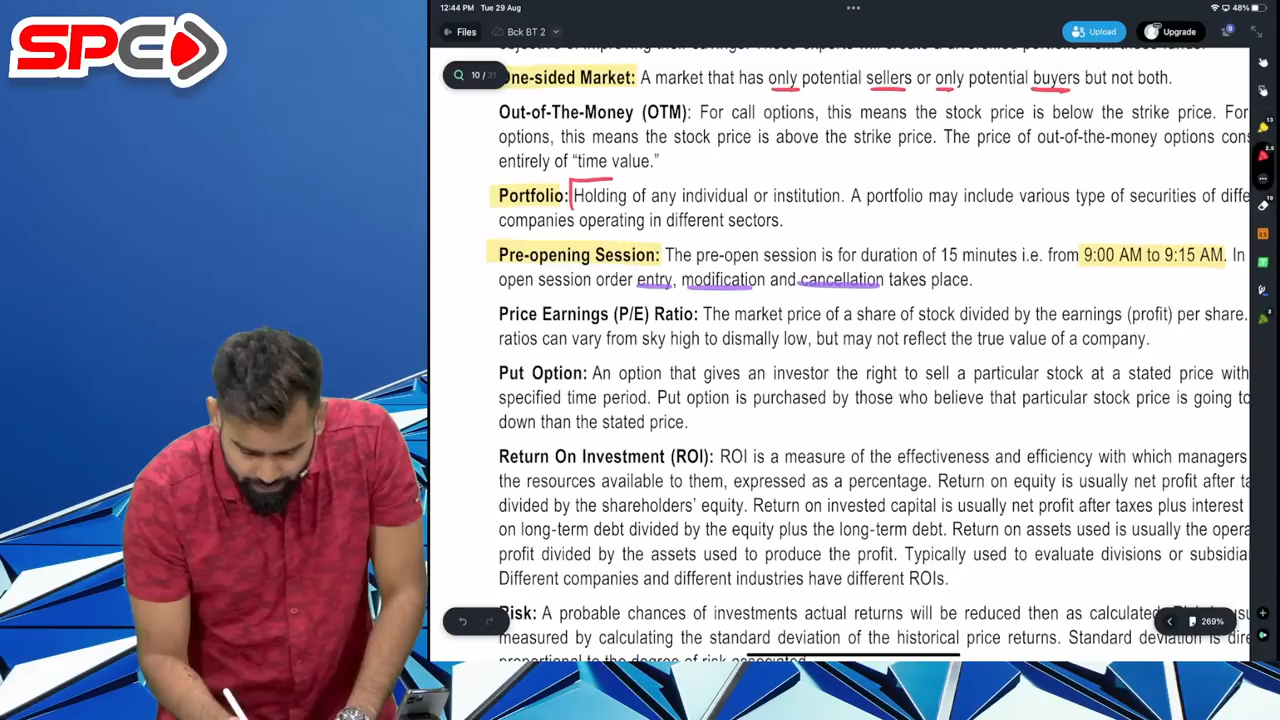 SPC
12:44 PM Tue 29 Aug
48%
Files
Bck BT 2
Upload
Upgrade
10 / 31
One-sided Market: A market that has only potential sellers or only potential buyers but not both.
Out-of-The-Money (OTM): For call options, this means the stock price is below the strike price. For
options, this means the stock price is above the strike price. The price of out-of-the-money options cons
entirely of “time value.”
Portfolio: Holding of any individual or institution. A portfolio may include various type of securities of diffe
companies operating in different sectors.
Pre-opening Session: The pre-open session is for duration of 15 minutes i.e. from 9:00 AM to 9:15 AM. In
open session order entry, modification and cancellation takes place.
Price Earnings (P/E) Ratio: The market price of a share of stock divided by the earnings (profit) per share.
ratios can vary from sky high to dismally low, but may not reflect the true value of a company.
Put Option: An option that gives an investor the right to sell a particular stock at a stated price with
specified time period. Put option is purchased by those who believe that particular stock price is going to
down than the stated price.
Return On Investment (ROI): ROI is a measure of the effectiveness and efficiency with which managers
the resources available to them, expressed as a percentage. Return on equity is usually net profit after ta
divided by the shareholders’ equity. Return on invested capital is usually net profit after taxes plus interest
on long-term debt divided by the equity plus the long-term debt. Return on assets used is usually the opera
profit divided by the assets used to produce the profit. Typically used to evaluate divisions or subsidia
Different companies and different industries have different ROIs.
Risk: A probable chances of investments actual returns will be reduced then as calculated.
269%
measured by calculating the standard deviation of the historical price returns. Standard deviation is dire
proportional to the degree of risk associated.